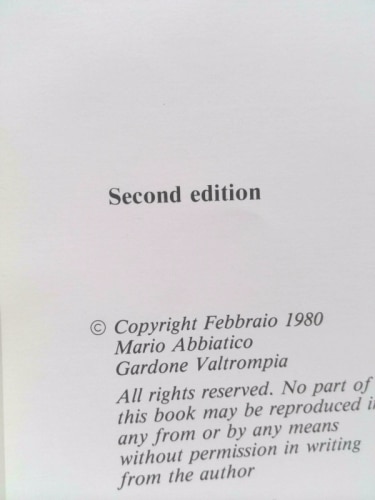 Second edition
© Copyright Febbraio 1980
Mario Abbiatico
Gardone Valtrompia
All rights reserved. No part of
this book may be reproduced
any from or by any means
without permission in writing
from the author